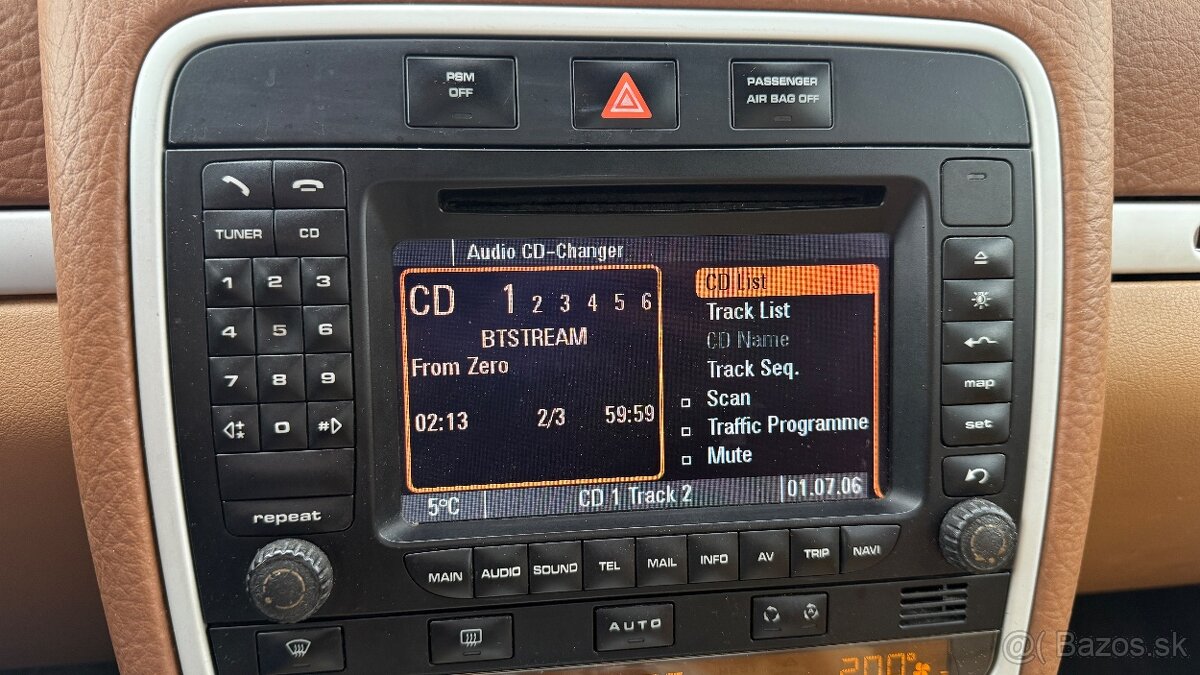 PSM
OFF
PASSENGER
AIR BAG OFF
TUNER CD
1 2 3
4 5 6
7 8 9
* 0 #
repeat
Audio CD-Changer
CD 1 2 3 4 5 6
BTSTREAM
From Zero
02:13 2/3 59:59
CD List
Track List
CD Name
Track Seq.
Scan
Traffic Programme
Mute
5°C CD 1 Track 2 01.07.06
map
set
MAIN AUDIO SOUND TEL MAIL INFO AV TRIP NAVI
AUTO
A
200°
Bazos.sk